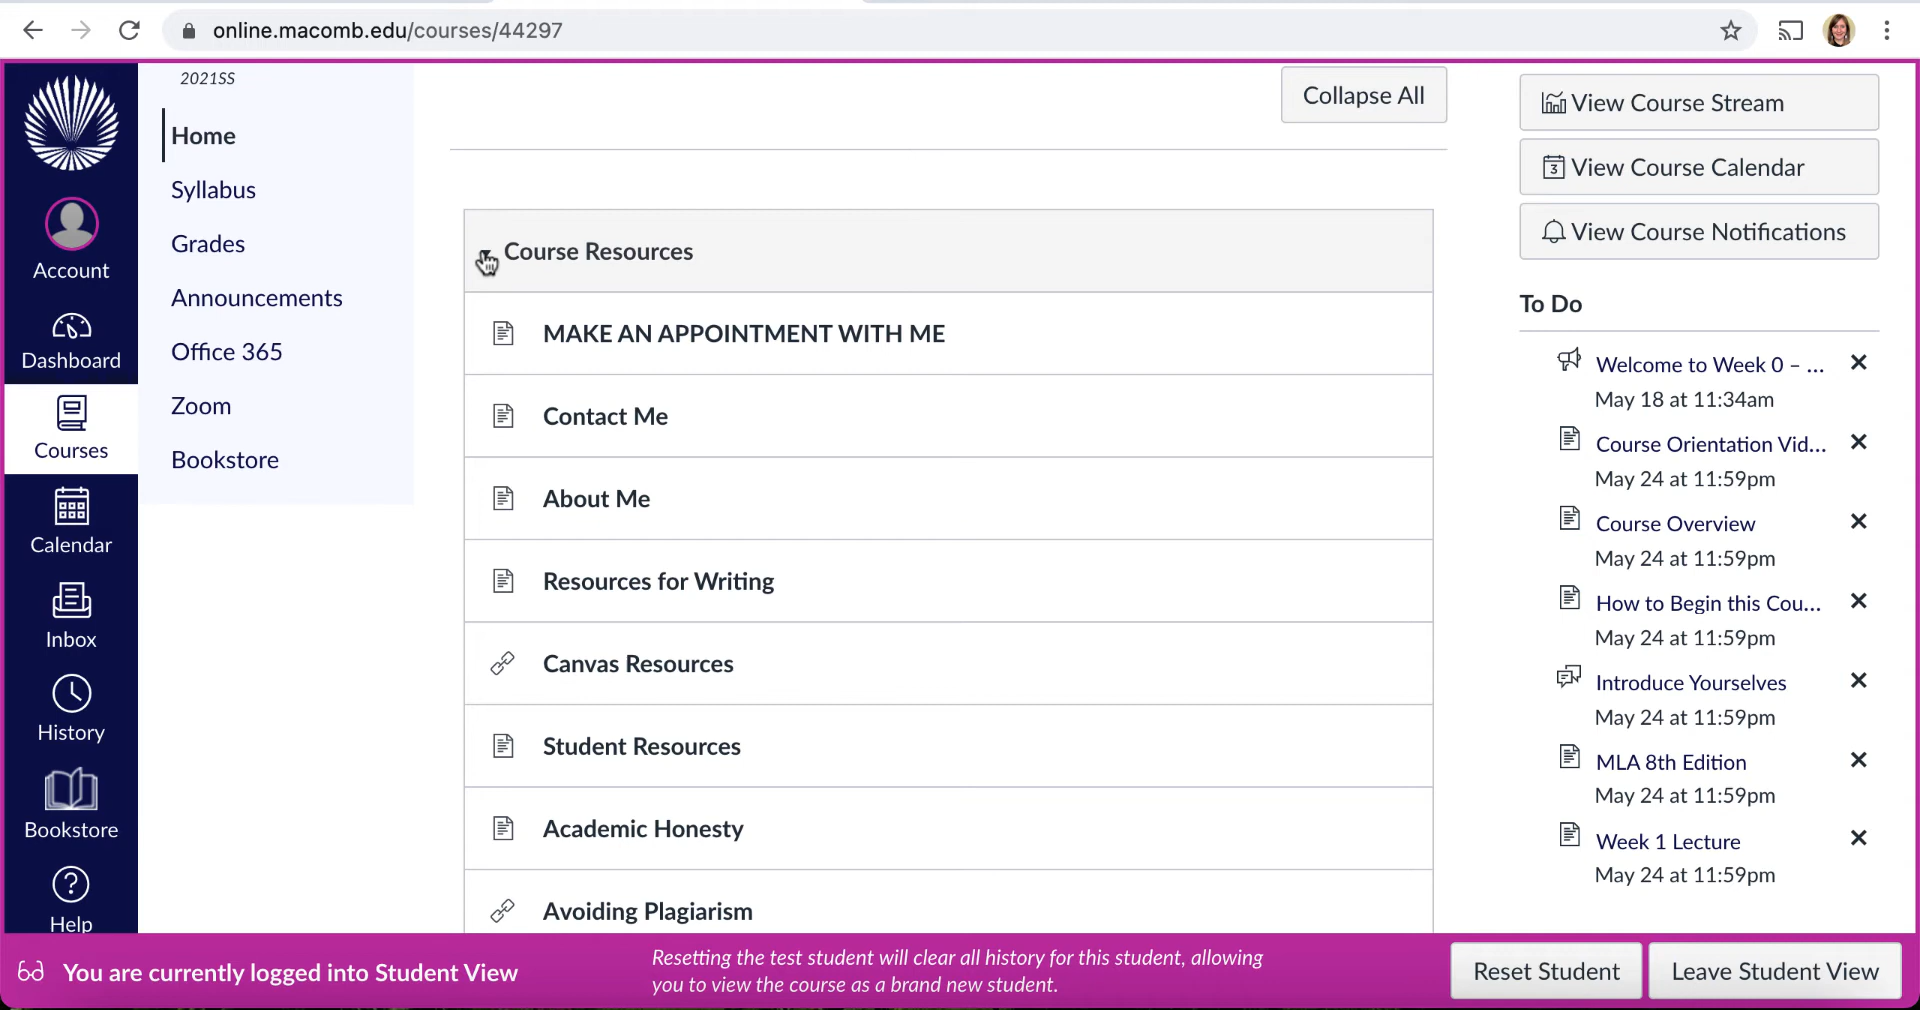 online.macomb.edu/courses/44297
Account
Dashboard
Courses
Calendar
Inbox
History
Bookstore
Help
2021SS
Home
Syllabus
Grades
Announcements
Office 365
Zoom
Bookstore
Collapse All
Course Resources
MAKE AN APPOINTMENT WITH ME
Contact Me
About Me
Resources for Writing
Canvas Resources
Student Resources
Academic Honesty
Avoiding Plagiarism
View Course Stream
3 View Course Calendar
View Course Notifications
To Do
Welcome to Week 0 – ...
May 18 at 11:34am
Course Orientation Vid...
May 24 at 11:59pm
Course Overview
May 24 at 11:59pm
How to Begin this Cou...
May 24 at 11:59pm
Introduce Yourselves
May 24 at 11:59pm
MLA 8th Edition
May 24 at 11:59pm
Week 1 Lecture
May 24 at 11:59pm
You are currently logged into Student View
Resetting the test student will clear all history for this student, allowing
you to view the course as a brand new student.
Reset Student
Leave Student View